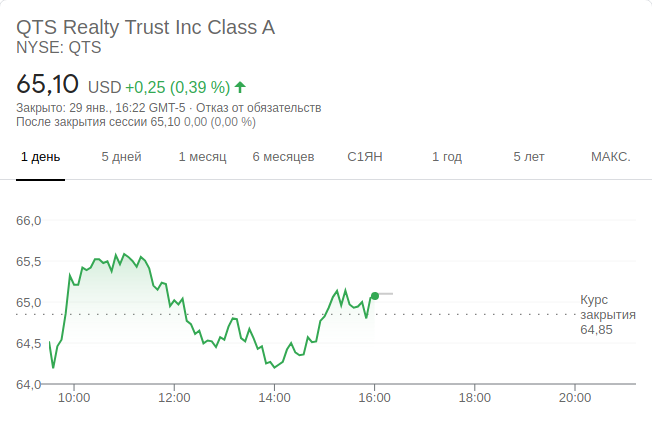 QTS Realty Trust Inc Class A
NYSE: QTS
65,10 USD +0,25 (0,39 %)
Закрыто: 29 янв., 16:22 GMT-5 · Отказ от обязательств
После закрытия сессии 65,10 0,00 (0,00 %)
1 день 5 дней 1 месяц 6 месяцев С1ЯН 1 год 5 лет МАКС.
66,0
65,5
65,0
64,5
64,0
Курс
закрытия
64,85
10:00 12:00 14:00 16:00 18:00 20:00